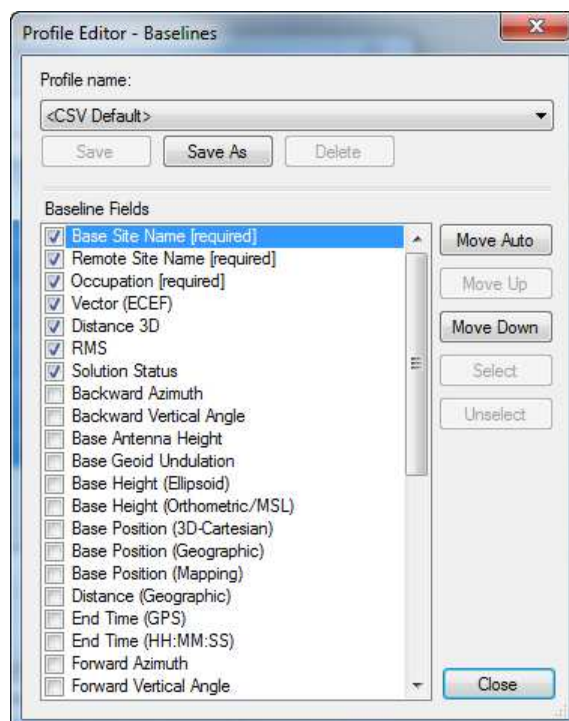 Profile Editor - Baselines
Profile name:
<CSV Default>
Save
Save As
Delete
Baseline Fields
Base Site Name [required]
Remote Site Name [required]
Occupation [required]
Vector (ECEF)
Distance 3D
RMS
Solution Status
Backward Azimuth
Backward Vertical Angle
Base Antenna Height
Base Geoid Undulation
Base Height (Ellipsoid)
Base Height (Orthometric/MSL)
Base Position (3D-Cartesian)
Base Position (Geographic)
Base Position (Mapping)
Distance (Geographic)
End Time (GPS)
End Time (HH:MM:SS)
Forward Azimuth
Forward Vertical Angle
Move Auto
Move Up
Move Down
Select
Unselect
Close